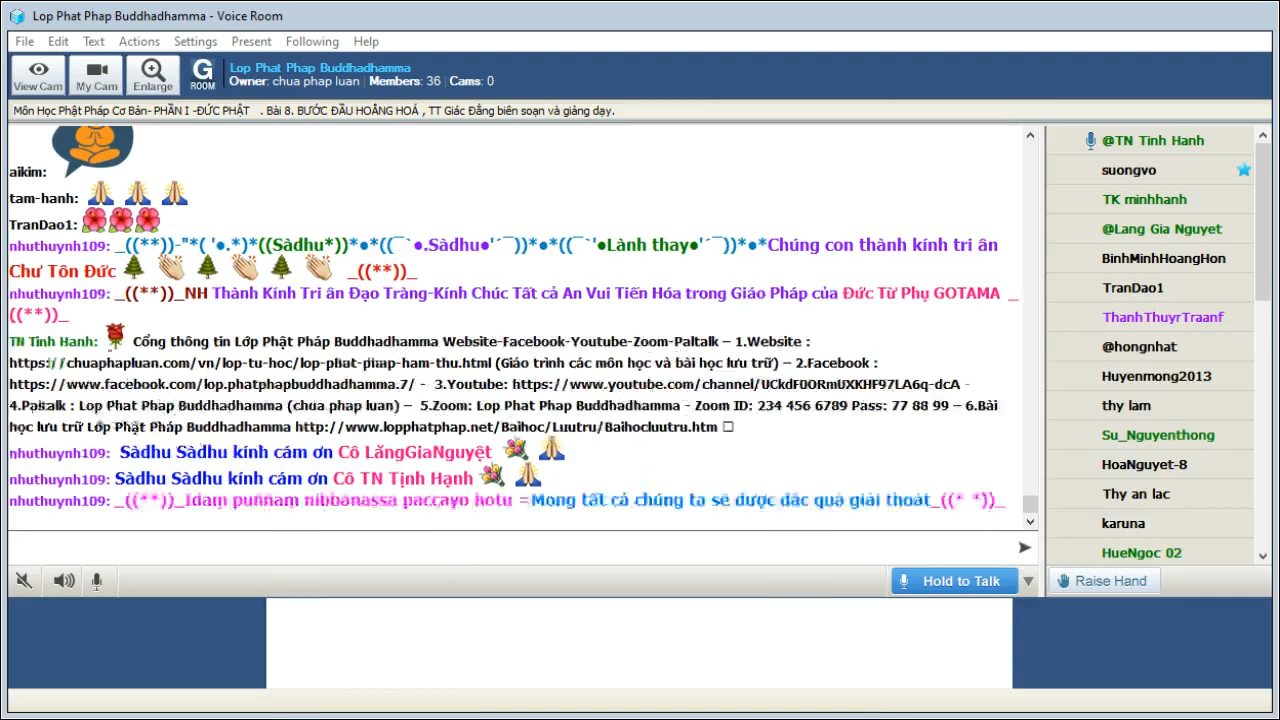 Lop Phat Phap Buddhadhamma - Voice Room
File Edit Text Actions Settings Present Following Help
View Cam My Cam Enlarge G ROOM
Lop Phat Phap Buddhadhamma
Owner: chua phap luan Members: 36 Cams: 0
Môn Học Phật Pháp Cơ Bản- PHẦN I -ĐỨC PHẬT . Bài 8. BƯỚC ĐẦU HOẰNG HOÁ , TT Giác Đẳng biên soạn và giảng dạy.
aikim:
tam-hanh:
TranDao1:
nhuthuynh109: _((**))-"*( '●.*)*((Sàdhu*))*●*((¯`●.Sàdhu●'´¯))*●*●*((¯`'●Lành thay●'´¯))*●*Chúng con thành kính tri ân
Chư Tôn Đức _((**))_
nhuthuynh109: _((**))_NH Thành Kính Tri ân Đạo Tràng-Kính Chúc Tất cả An Vui Tiến Hóa trong Giáo Pháp của Đức Từ Phụ GOTAMA _
((**))_
TN Tinh Hanh: Cổng thông tin Lớp Phật Pháp Buddhadhamma Website-Facebook-Youtube-Zoom-Paltalk – 1.Website :
https://chuaphapluan.com/vn/lop-tu-hoc/lop-phat-phap-ham-thu.html (Giáo trình các môn học và bài học lưu trữ) – 2.Facebook :
https://www.facebook.com/lop.phatphapbuddhadhamma.7/ - 3.Youtube: https://www.youtube.com/channel/UCkdF0ORmUXKHF97LA6q-dcA -
4.Paltalk : Lop Phat Phap Buddhadhamma (chua phap luan) – 5.Zoom: Lop Phat Phap Buddhadhamma - Zoom ID: 234 456 6789 Pass: 77 88 99 – 6.Bài
học lưu trữ Lớp Phật Pháp Buddhadhamma http://www.lopphatphap.net/Baihoc/Luutru/Baihocluutru.htm □
nhuthuynh109: Sàdhu Sàdhu kính cám ơn Cô LăngGiaNguyệt
nhuthuynh109: Sàdhu Sàdhu kính cám ơn Cô TN Tịnh Hạnh
nhuthuynh109: _((**))_Idaṃ puññaṃ nibbānassa paccayo hotu =Mong tất cả chúng ta sẽ được đắc quả giải thoát_((* *))_
Hold to Talk
@TN Tinh Hanh
suongvo
TK minhhanh
@Lang Gia Nguyet
BinhMinhHoangHon
TranDao1
ThanhThuyrTraanf
@hongnhat
Huyenmong2013
thy lam
Su_Nguyenthong
HoaNguyet-8
Thy an lac
karuna
HueNgoc 02
Raise Hand